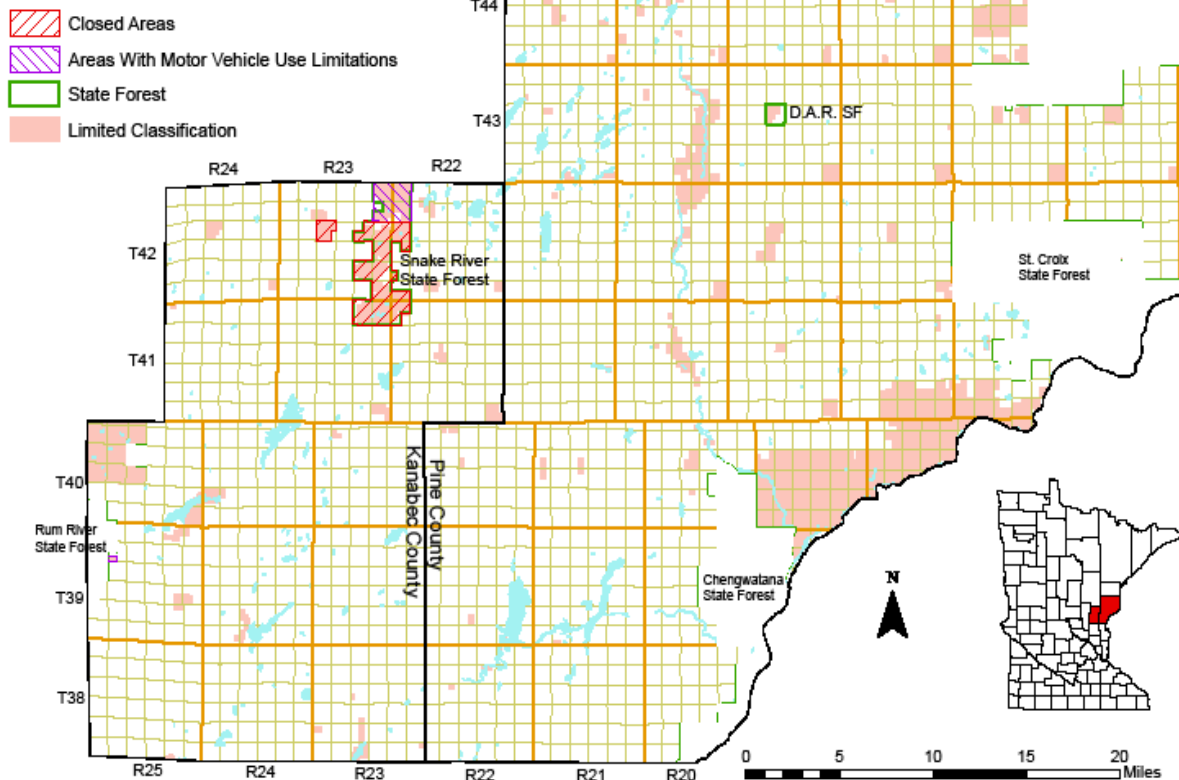 T44
Closed Areas
Areas With Motor Vehicle Use Limitations
State Forest
Limited Classification
D.A.R. SF
T43
R24
R23
R22
T42
Snake River
State Forest
St. Croix
State Forest
T41
Pine County
Kanabec County
T40
Rum River
State Forest
Chengwatana
State Forest
N
T39
T38
R25
R24
R23
R22
R21
R20
0
5
10
15
20
Miles